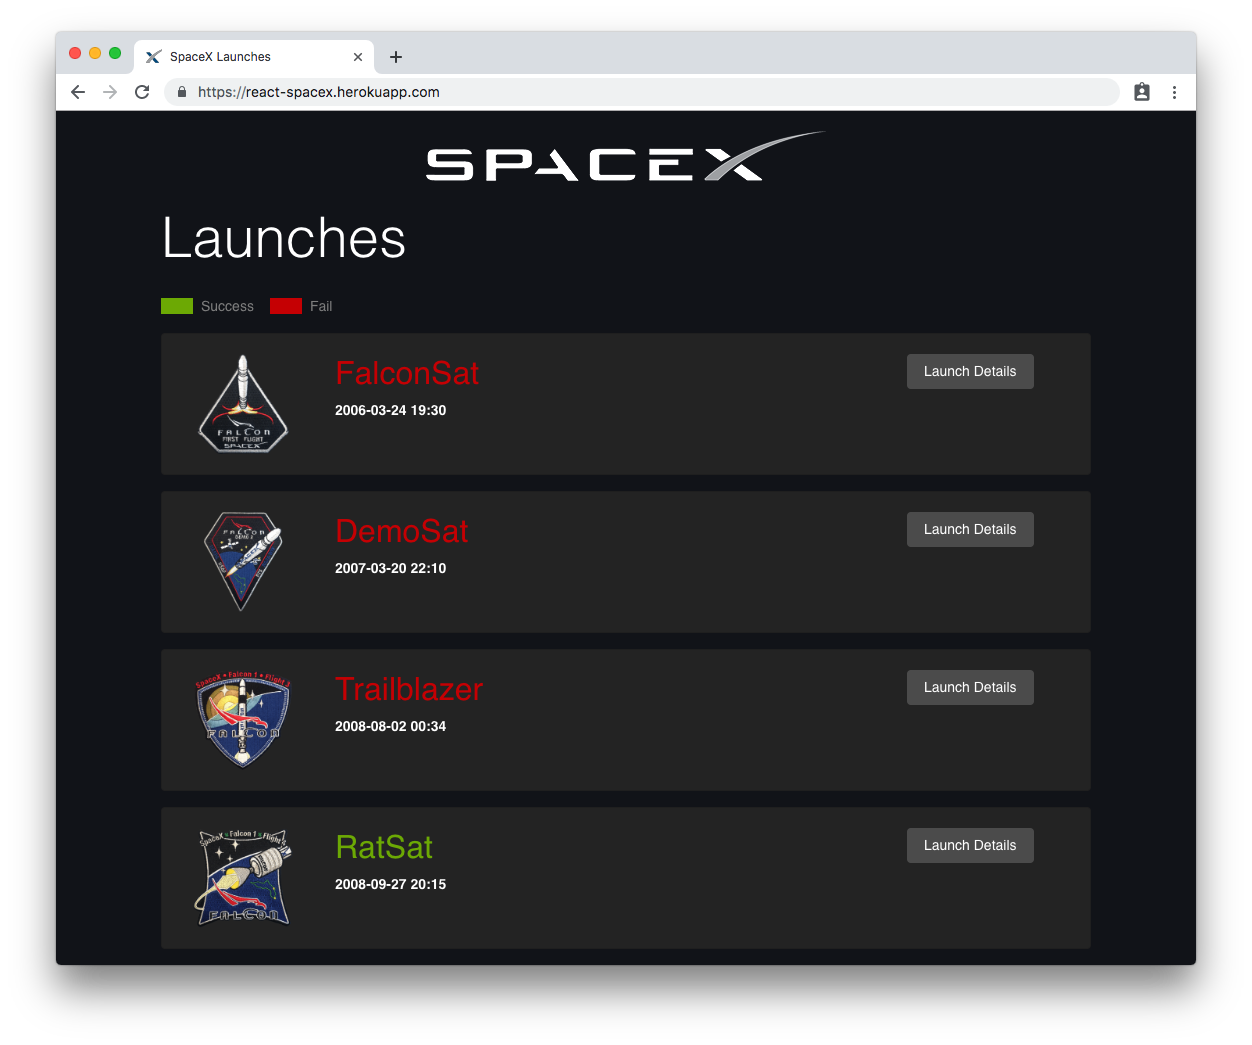 SpaceX Launches
https://react-spacex.herokuapp.com
SPACEX
Launches
Success Fail
FALCON
FIRST FLIGHT
SPACEX
FalconSat
2006-03-24 19:30
Launch Details
FALCON
DEMO 2
DemoSat
2007-03-20 22:10
Launch Details
SpaceX • Falcon 1 • Flight 3
FALCON
Trailblazer
2008-08-02 00:34
Launch Details
SpaceX Falcon 1 Flight 4
FALCON
RatSat
2008-09-27 20:15
Launch Details